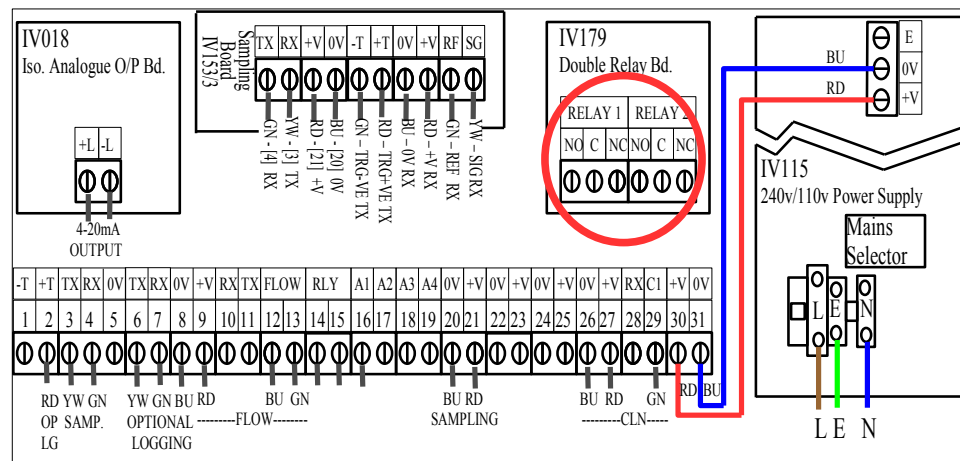 IV018
Iso. Analogue O/P Bd.
+L -L
4-20mA
OUTPUT
Sampling
Board
IV153/3
TX RX +V 0V -T +T 0V +V RF SG
GN - [4] RX
YW - [3] TX
RD - [21] +V
BU - [20] 0V
GN – TRG-VE TX
RD – TRG+VE TX
BU – 0V RX
RD – +V RX
GN – REF RX
YW – SIG RX
IV179
Double Relay Bd.
RELAY 1 RELAY 2
NO C NC NO C NC
BU
RD
E
0V
+V
IV115
240v/110v Power Supply
Mains
Selector
L E N
L E N
-T +T TX RX 0V TX RX 0V +V RX TX FLOW RLY A1 A2 A3 A4 0V +V 0V +V 0V +V 0V +V RX C1 +V 0V
1 2 3 4 5 6 7 8 9 10 11 12 13 14 15 16 17 18 19 20 21 22 23 24 25 26 27 28 29 30 31
RD YW GN YW GN BU RD BU GN BU RD BU RD GN RD BU
OP SAMP. OPTIONAL ---------FLOW-------- SAMPLING ---------CLN-----
LG LOGGING